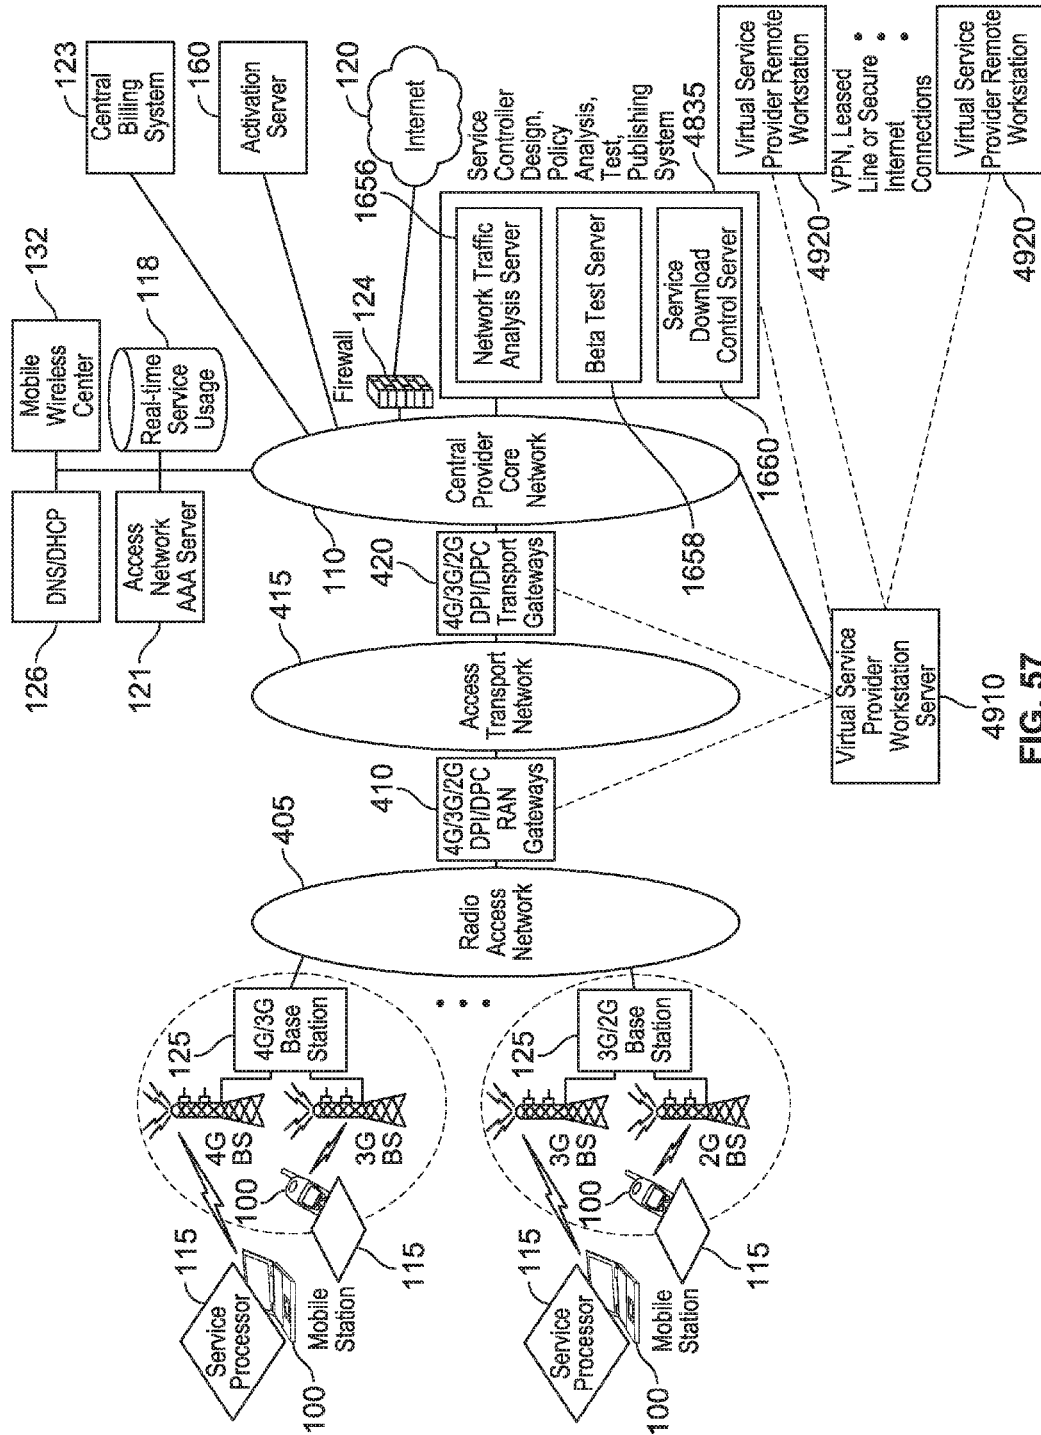 Service
Processor
115
100
Mobile
Station
100
115
125
4G
BS
3G
BS
4G/3G
Base
Station
Service
Processor
115
100
Mobile
Station
100
115
125
3G
BS
2G
BS
3G/2G
Base
Station
405
Radio
Access
Network
410
4G/3G/2G
DPI/DPC
RAN
Gateways
415
Access
Transport
Network
420
4G/3G/2G
DPI/DPC
Transport
Gateways
110
Central
Provider
Core
Network
126
DNS/DHCP
121
Access
Network
AAA Server
132
Mobile
Wireless
Center
118
Real-time
Service
Usage
123
Central
Billing
System
160
Activation
Server
Firewall
124
120
Internet
1656
Service
Controller
Design,
Policy
Analysis,
Test,
Publishing
System
4835
Network Traffic
Analysis Server
Beta Test Server
Service
Download
Control Server
1658
1660
Virtual Service
Provider Remote
Workstation
4920
VPN, Leased
Line or Secure
Internet
Connections
Virtual Service
Provider Remote
Workstation
4920
Virtual Service
Provider
Workstation
Server
4910
FIG. 57